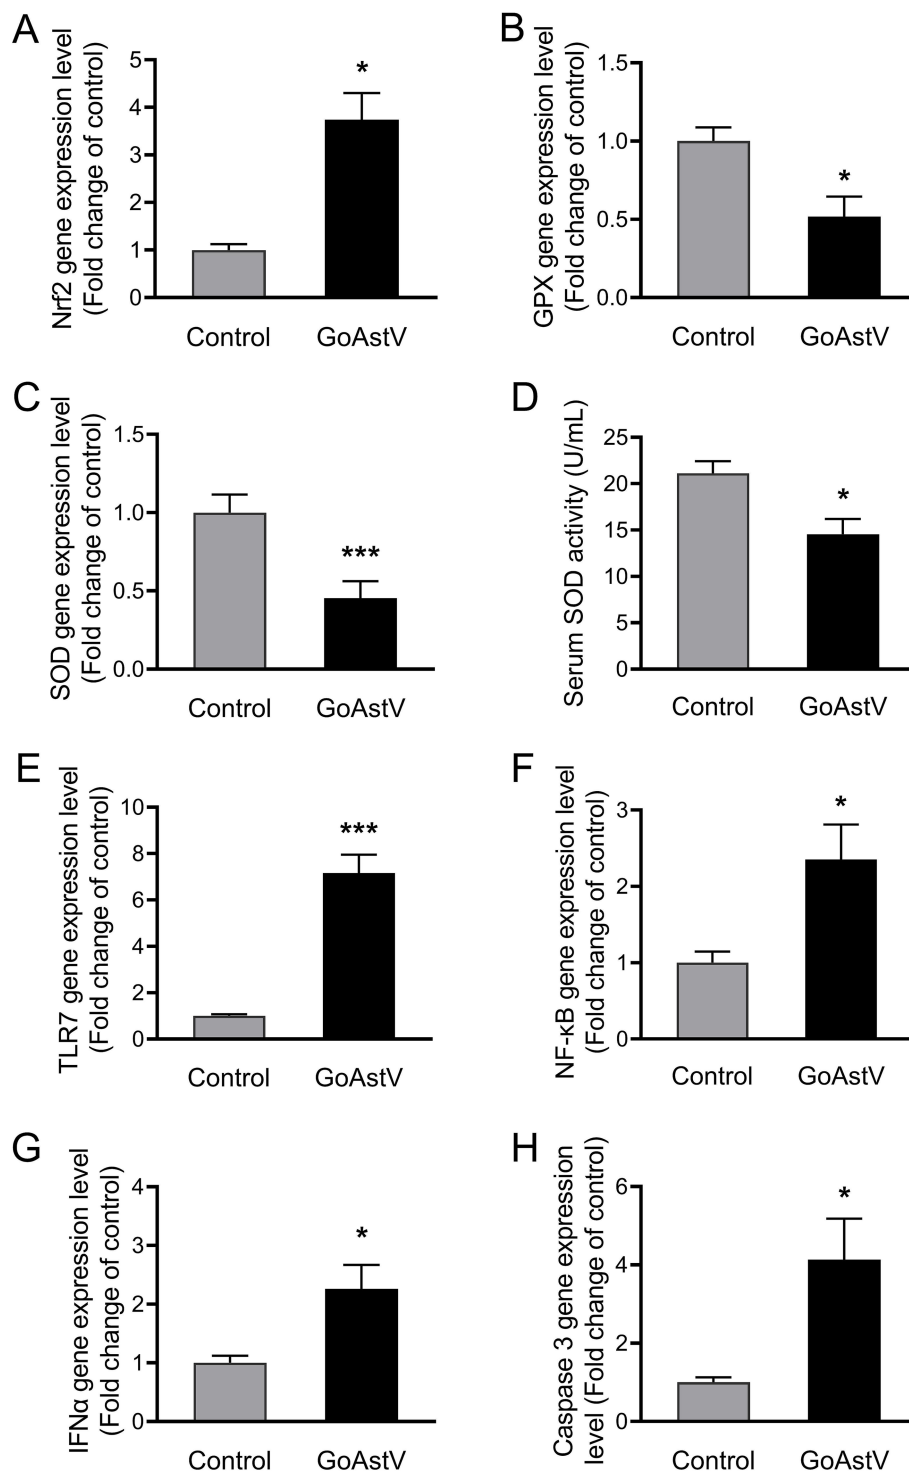 A
Nrf2 gene expression level
(Fold change of control)
5
4
3
2
1
0
*
Control
GoAstV
B
GPX gene expression level
(Fold change of control)
1.5
1.0
0.5
0.0
*
Control
GoAstV
C
SOD gene expression level
(Fold change of control)
1.5
1.0
0.5
0.0
***
Control
GoAstV
D
Serum SOD activity (U/mL)
25
20
15
10
5
0
*
Control
GoAstV
E
TLR7 gene expression level
(Fold change of control)
10
8
6
4
2
0
***
Control
GoAstV
F
NF-κB gene expression level
(Fold change of control)
3
2
1
0
*
Control
GoAstV
G
IFNα gene expression level
(Fold change of control)
4
3
2
1
0
*
Control
GoAstV
H
Caspase 3 gene expression
level (Fold change of control)
6
4
2
0
*
Control
GoAstV